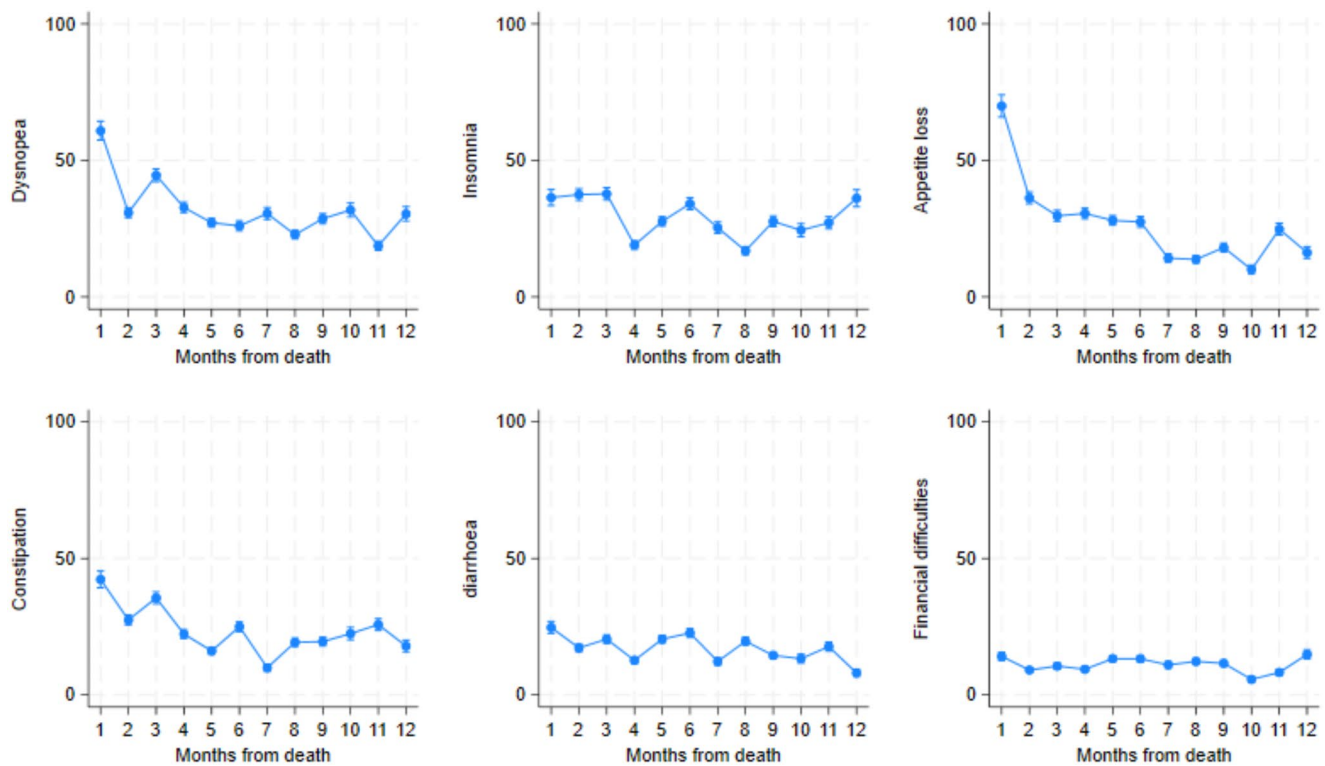 100
50
0
Dysnopea
1 2 3 4 5 6 7 8 9 10 11 12
Months from death
100
50
0
Insomnia
1 2 3 4 5 6 7 8 9 10 11 12
Months from death
100
50
0
Appetite loss
1 2 3 4 5 6 7 8 9 10 11 12
Months from death
100
50
0
Constipation
1 2 3 4 5 6 7 8 9 10 11 12
Months from death
100
50
0
diarrhoea
1 2 3 4 5 6 7 8 9 10 11 12
Months from death
100
50
0
Financial difficulties
1 2 3 4 5 6 7 8 9 10 11 12
Months from death